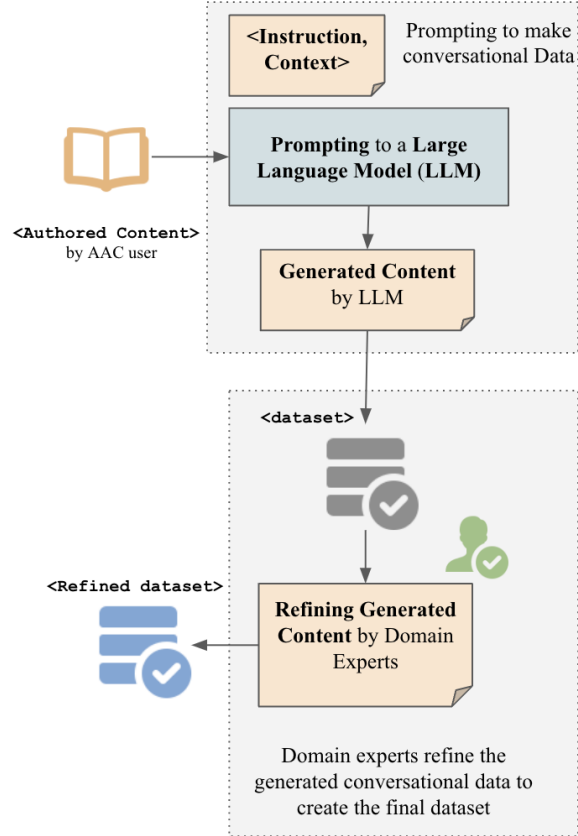 <Instruction,
Context>
Prompting to make
conversational Data
Prompting to a Large
Language Model (LLM)
<Authored Content>
by AAC user
Generated Content
by LLM
<dataset>
<Refined dataset>
Refining Generated
Content by Domain
Experts
Domain experts refine the
generated conversational data to
create the final dataset